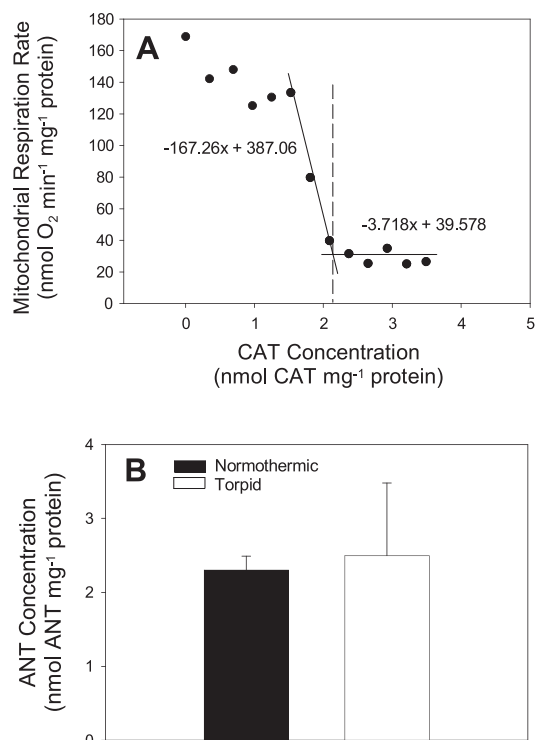 A
Mitochondrial Respiration Rate
(nmol O₂ min⁻¹ mg⁻¹ protein)
180
160
140
120
100
80
60
40
20
0
-167.26x + 387.06
-3.718x + 39.578
0 1 2 3 4 5
CAT Concentration
(nmol CAT mg⁻¹ protein)
B
Normothermic
Torpid
ANT Concentration
(nmol ANT mg⁻¹ protein)
4
3
2
1
0